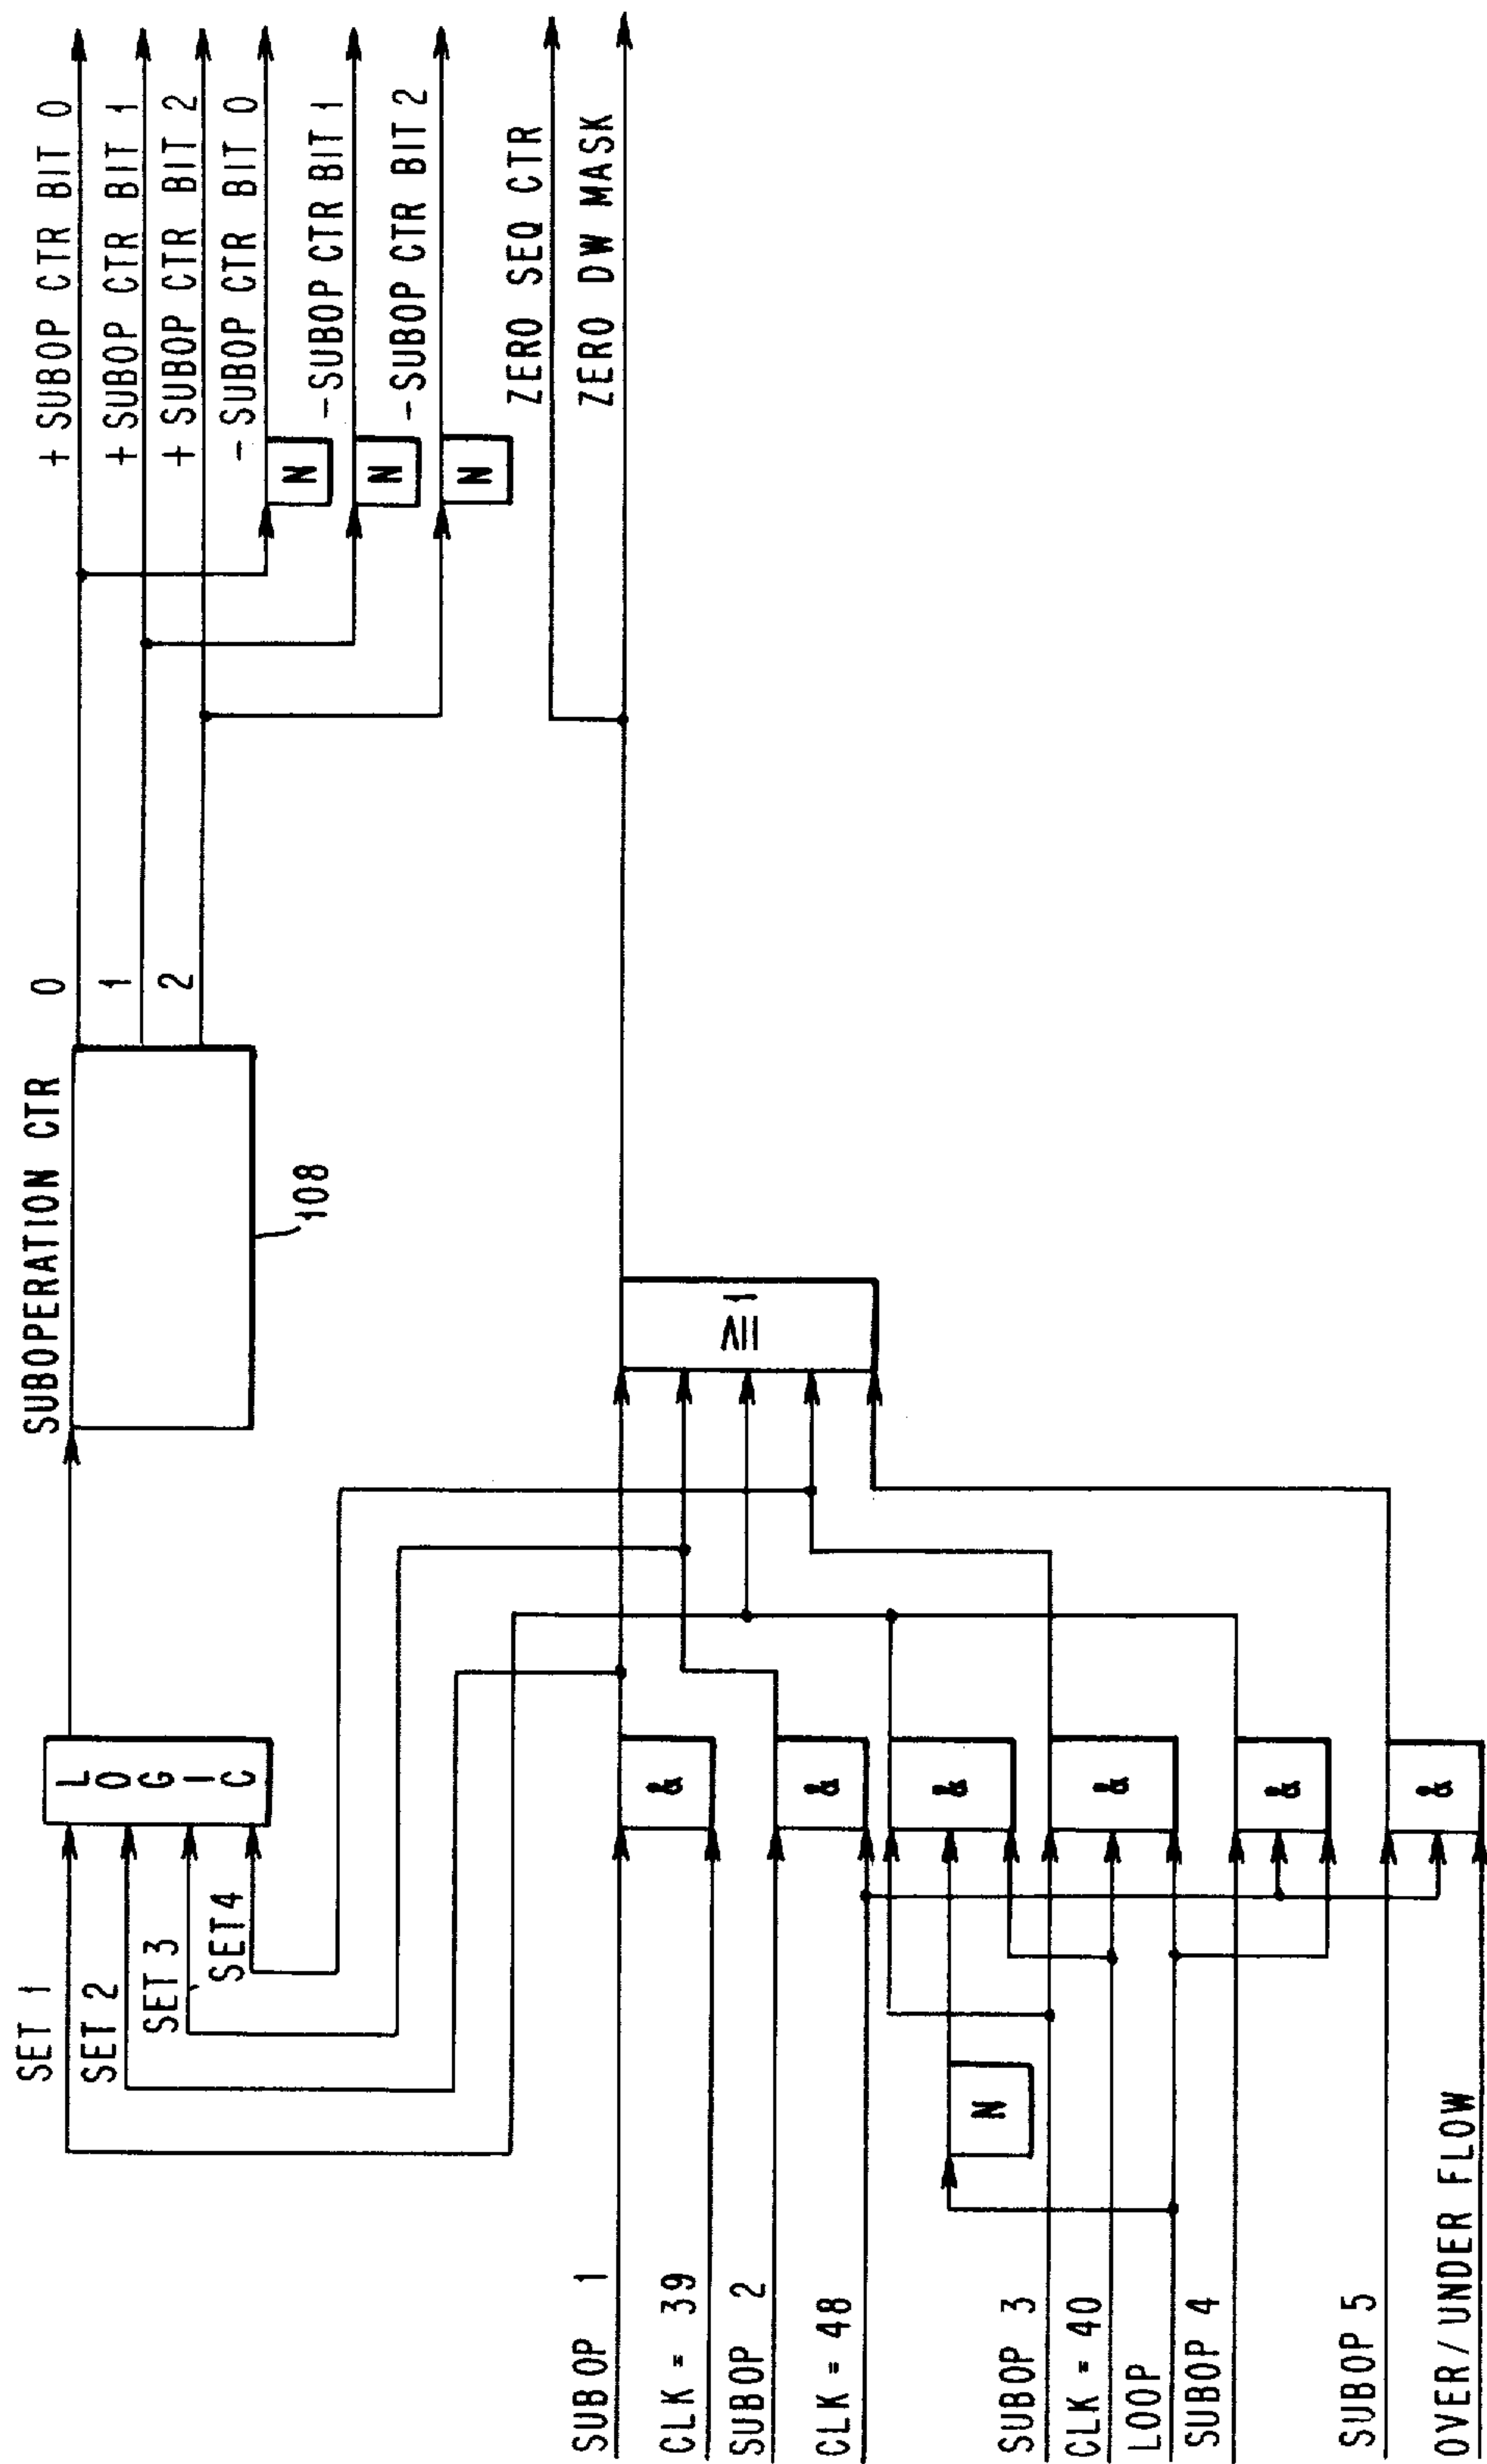 SUBOPERATION CTR
0
1
2
+ SUBOP CTR BIT 0
+ SUBOP CTR BIT 1
+ SUBOP CTR BIT 2
- SUBOP CTR BIT 0
-SUBOP CTR BIT 1
-SUBOP CTR BIT 2
N
N
N
108
LOGIC
SET 1
SET 2
SET 3
SET 4
ZERO SEQ CTR
ZERO DW MASK
≥ 1
SUBOP 1
CLK = 39
SUBOP 2
CLK = 48
SUBOP 3
CLK = 40
LOOP
SUBOP 4
SUBOP 5
OVER/UNDER FLOW
N
&
&
&
&
&
&